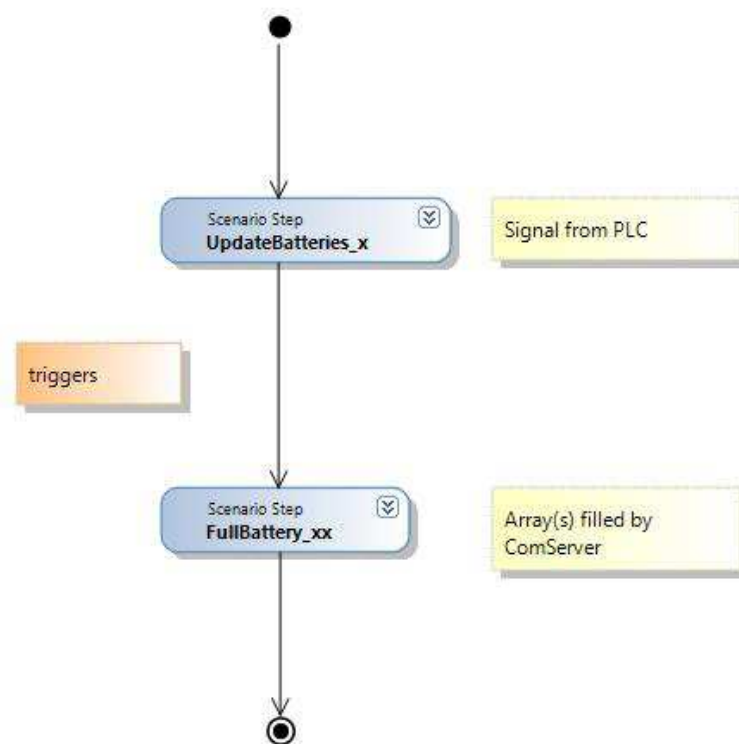 Scenario Step
UpdateBatteries_x
Signal from PLC
triggers
Scenario Step
FullBattery_xx
Array(s) filled by
ComServer